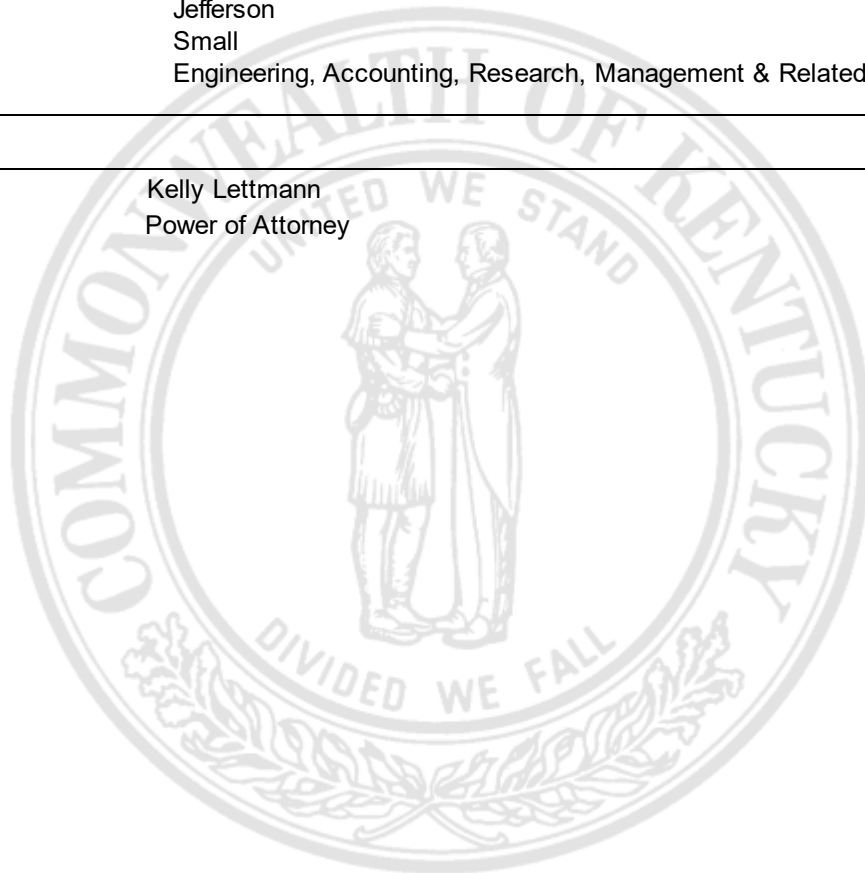 Jefferson
Small
Engineering, Accounting, Research, Management & Related
Kelly Lettmann
Power of Attorney
COMMONWEALTH OF KENTUCKY
UNITED WE STAND
DIVIDED WE FALL